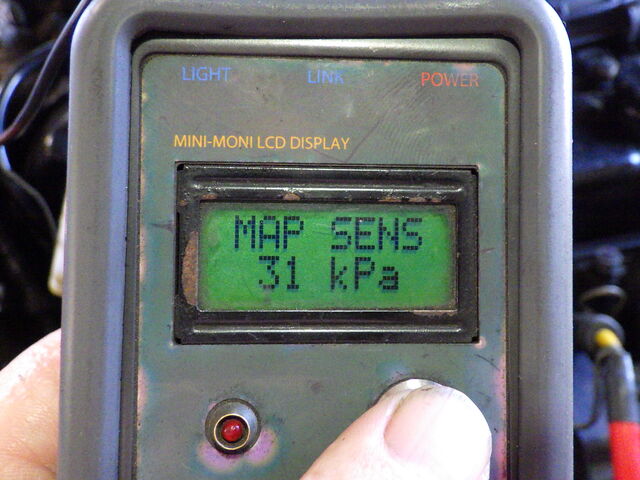 LIGHT LINK POWER
MINI-MONI LCD DISPLAY
MAP SENS
31 kPa